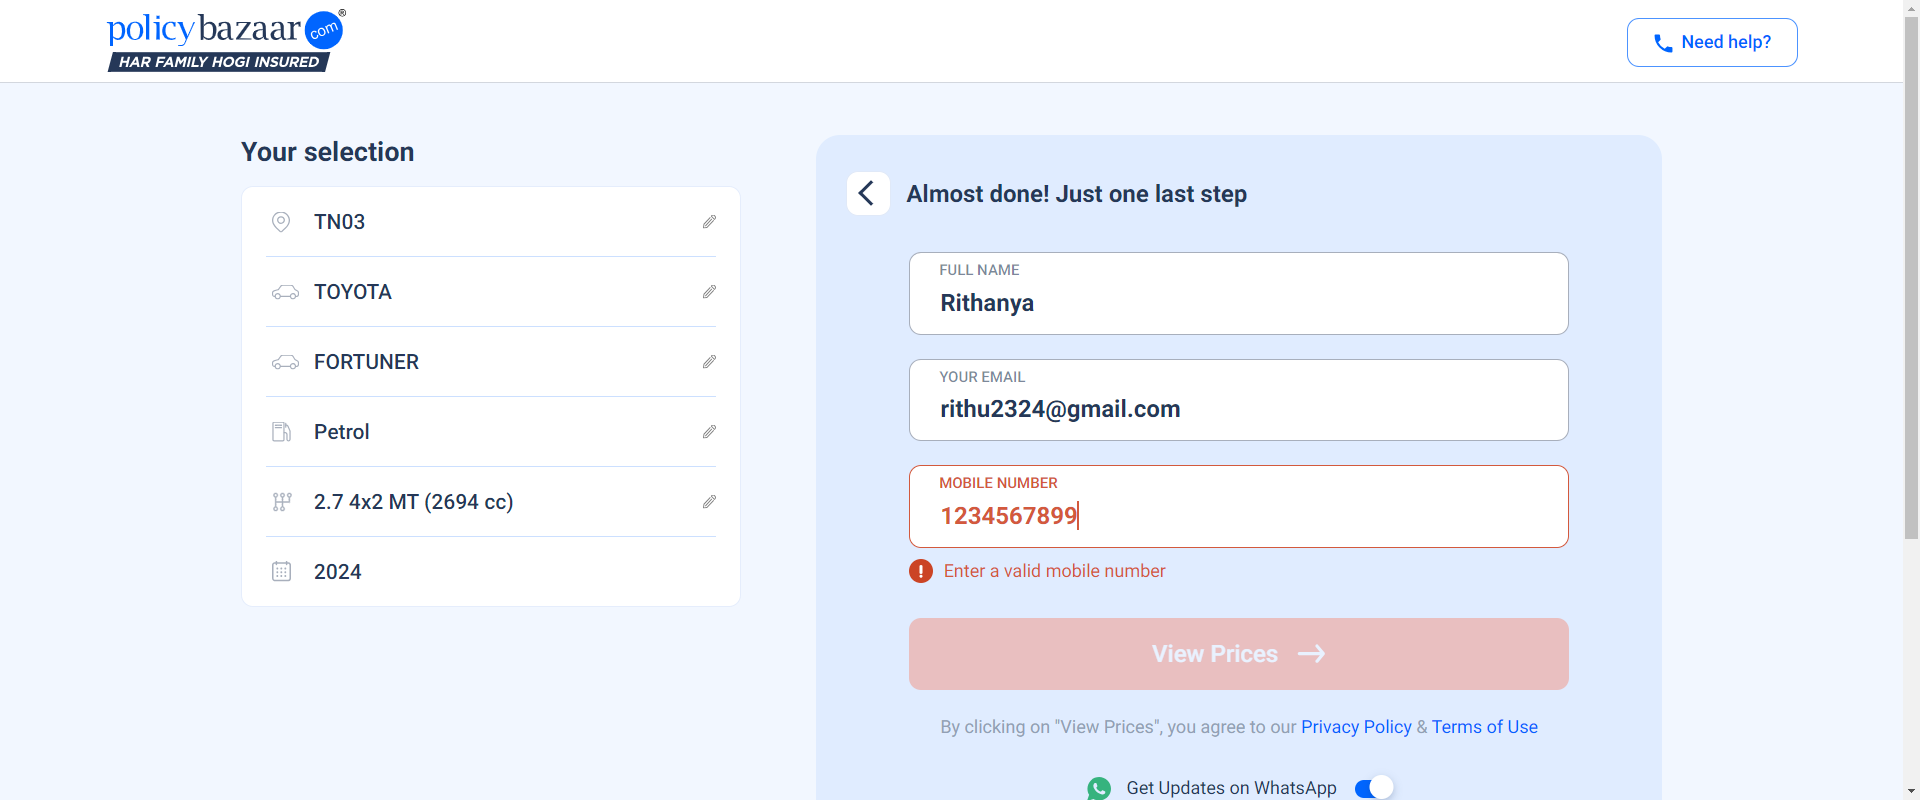 policybazaar com ®
HAR FAMILY HOGI INSURED
Need help?
Your selection
TN03
TOYOTA
FORTUNER
Petrol
2.7 4x2 MT (2694 cc)
2024
Almost done! Just one last step
FULL NAME
Rithanya
YOUR EMAIL
rithu2324@gmail.com
MOBILE NUMBER
1234567899
Enter a valid mobile number
View Prices
By clicking on "View Prices", you agree to our Privacy Policy & Terms of Use
Get Updates on WhatsApp